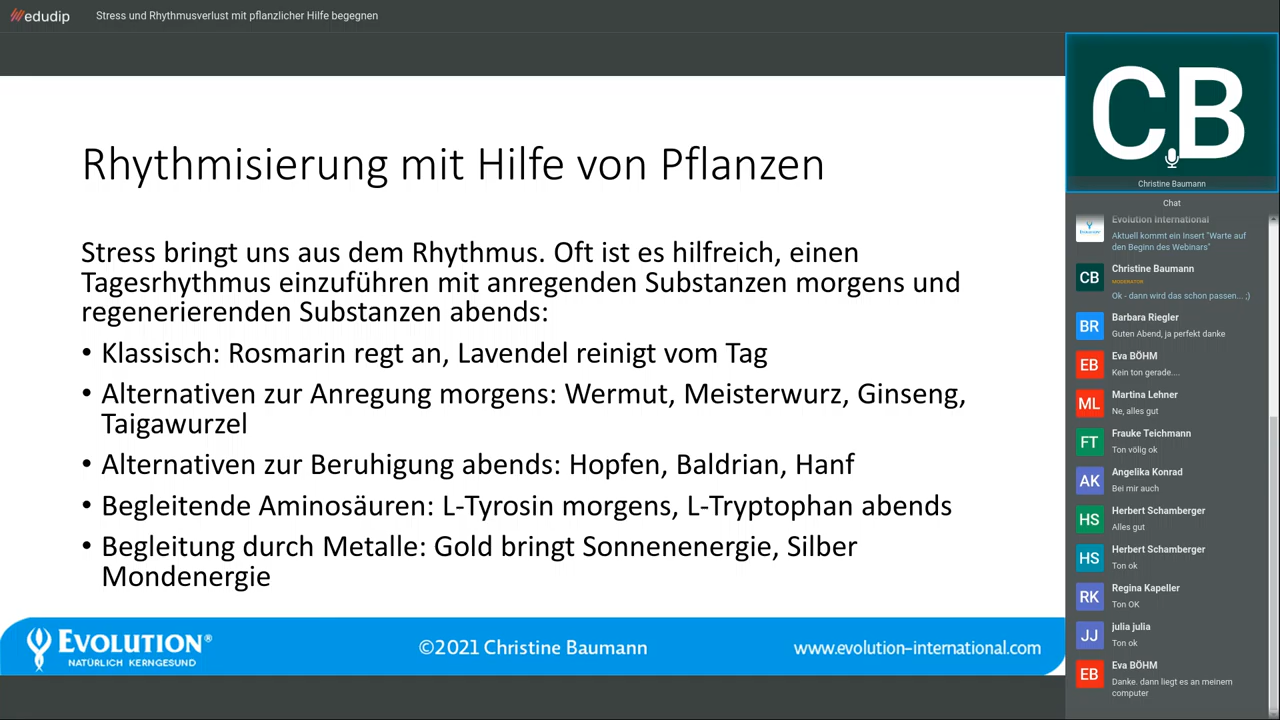 edudip
Stress und Rhythmusverlust mit pflanzlicher Hilfe begegnen
Rhythmisierung mit Hilfe von Pflanzen
Stress bringt uns aus dem Rhythmus. Oft ist es hilfreich, einen
Tagesrhythmus einzuführen mit anregenden Substanzen morgens und
regenerierenden Substanzen abends:
• Klassisch: Rosmarin regt an, Lavendel reinigt vom Tag
• Alternativen zur Anregung morgens: Wermut, Meisterwurz, Ginseng,
Taigawurzel
• Alternativen zur Beruhigung abends: Hopfen, Baldrian, Hanf
• Begleitende Aminosäuren: L-Tyrosin morgens, L-Tryptophan abends
• Begleitung durch Metalle: Gold bringt Sonnenenergie, Silber
Mondenergie
EVOLUTION®
NATÜRLICH KERNGESUND
©2021 Christine Baumann
www.evolution-international.com
CB
Christine Baumann
Chat
Evolution International
Aktuell kommt ein Insert "Warte auf
den Beginn des Webinars"
CB
Christine Baumann
MODERATOR
Ok - dann wird das schon passen... ;)
BR
Barbara Riegler
Guten Abend, ja perfekt danke
EB
Eva BÖHM
Kein ton gerade....
ML
Martina Lehner
Ne, alles gut
FT
Frauke Teichmann
Ton völig ok
AK
Angelika Konrad
Bei mir auch
HS
Herbert Schamberger
Alles gut
HS
Herbert Schamberger
Ton ok
RK
Regina Kapeller
Ton OK
JJ
julia julia
Ton ok
EB
Eva BÖHM
Danke. dann liegt es an meinem
computer